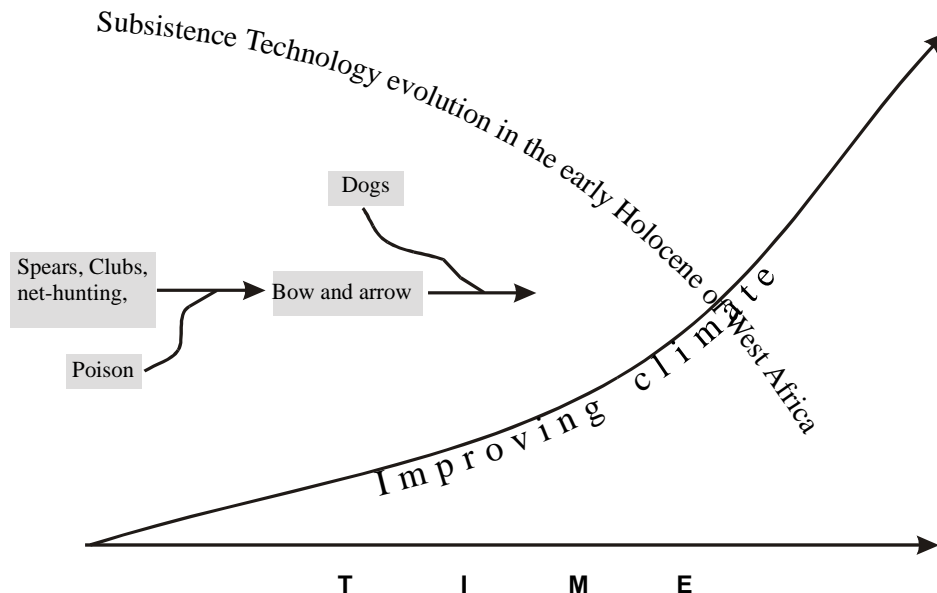 Subsistence Technology evolution in the early Holocene of West Africa
Dogs
Spears, Clubs,
net-hunting,
Bow and arrow
Poison
Improving climate
TIME